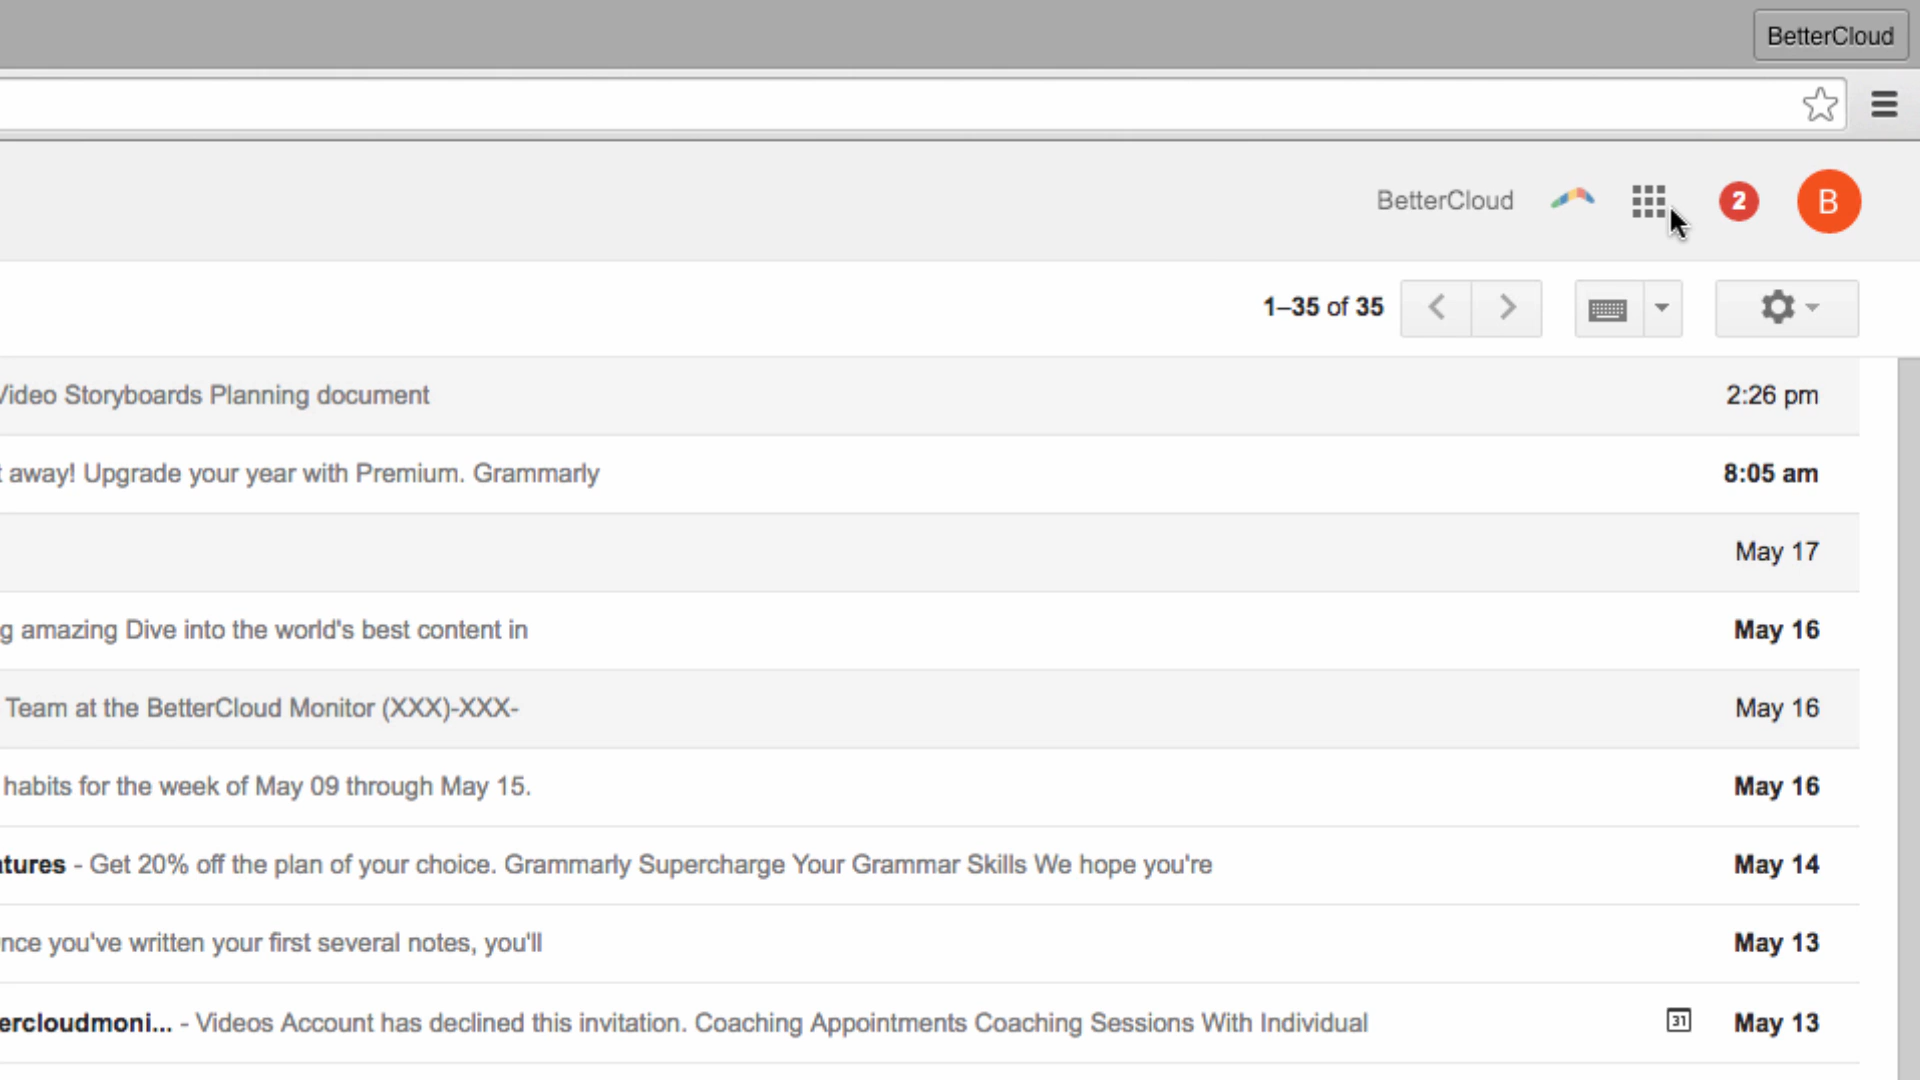 BetterCloud
BetterCloud 2 B
1–35 of 35
Video Storyboards Planning document 2:26 pm
t away! Upgrade your year with Premium. Grammarly 8:05 am
May 17
g amazing Dive into the world's best content in May 16
Team at the BetterCloud Monitor (XXX)-XXX- May 16
habits for the week of May 09 through May 15. May 16
atures - Get 20% off the plan of your choice. Grammarly Supercharge Your Grammar Skills We hope you're May 14
nce you've written your first several notes, you'll May 13
ercloudmoni... - Videos Account has declined this invitation. Coaching Appointments Coaching Sessions With Individual 31 May 13